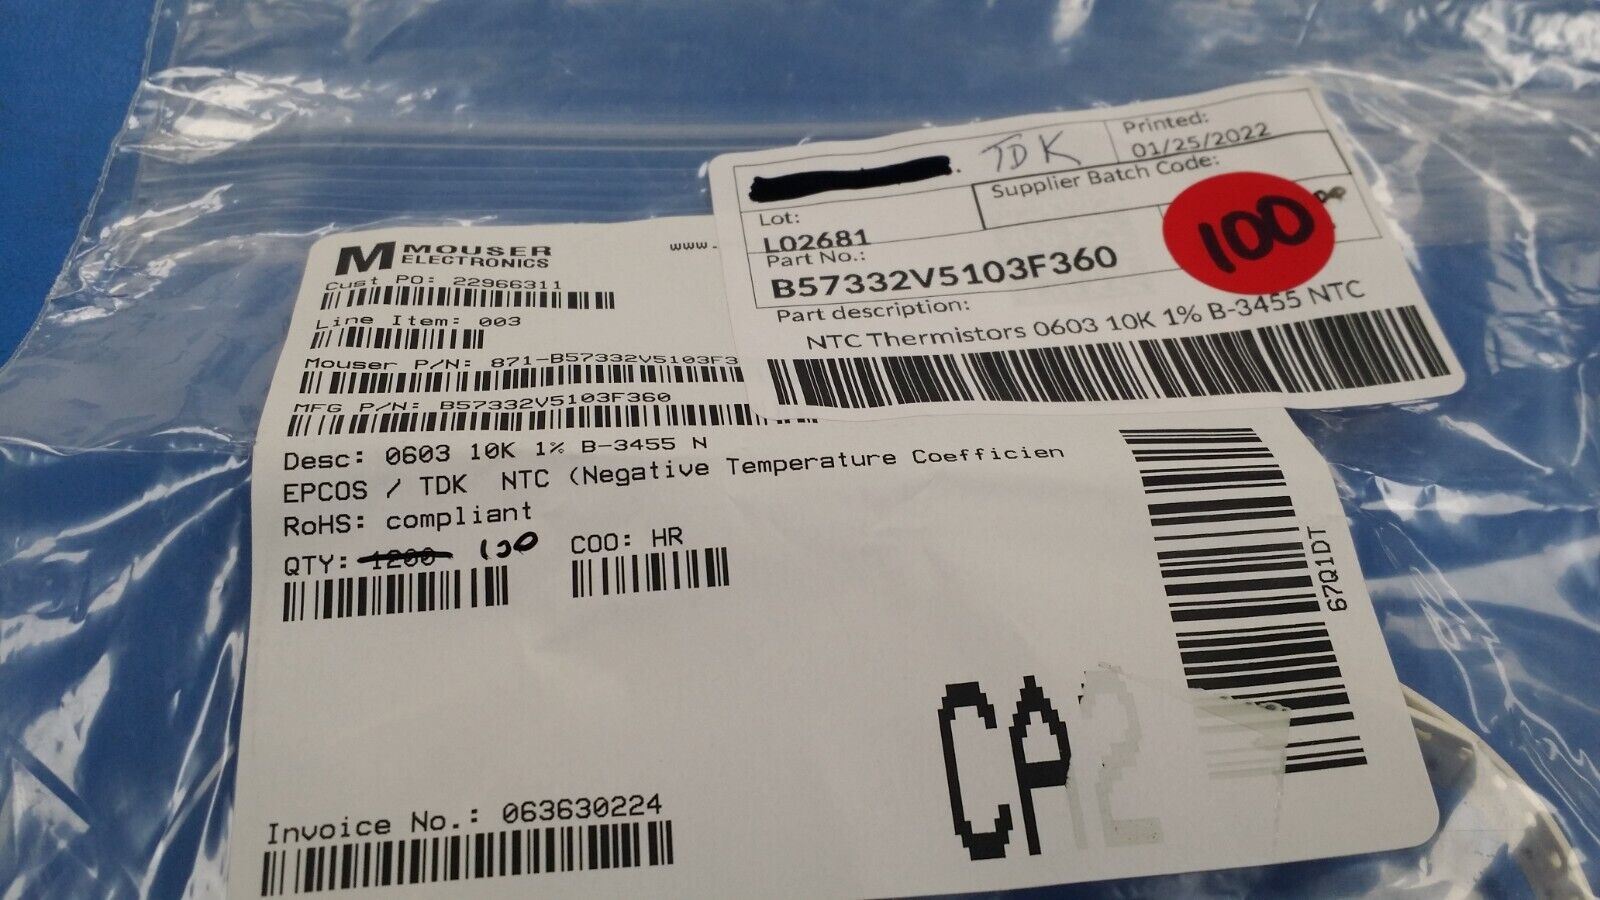 TDK
Printed:
01/25/2022
Supplier Batch Code:
Lot:
L02681
100
Part No.:
B57332V5103F360
Part description:
NTC Thermistors 0603 10K 1% B-3455 NTC
M MOUSER
ELECTRONICS
www.
Cust PO: 22966311
Line Item: 003
Mouser P/N: 871-B57332V5103F3
MFG P/N: B57332V5103F360
Desc: 0603 10K 1% B-3455 N
EPCOS / TDK NTC (Negative Temperature Coefficien
RoHS: compliant
QTY: 1200 100
COO: HR
67Q1DT
CA2
Invoice No.: 063630224